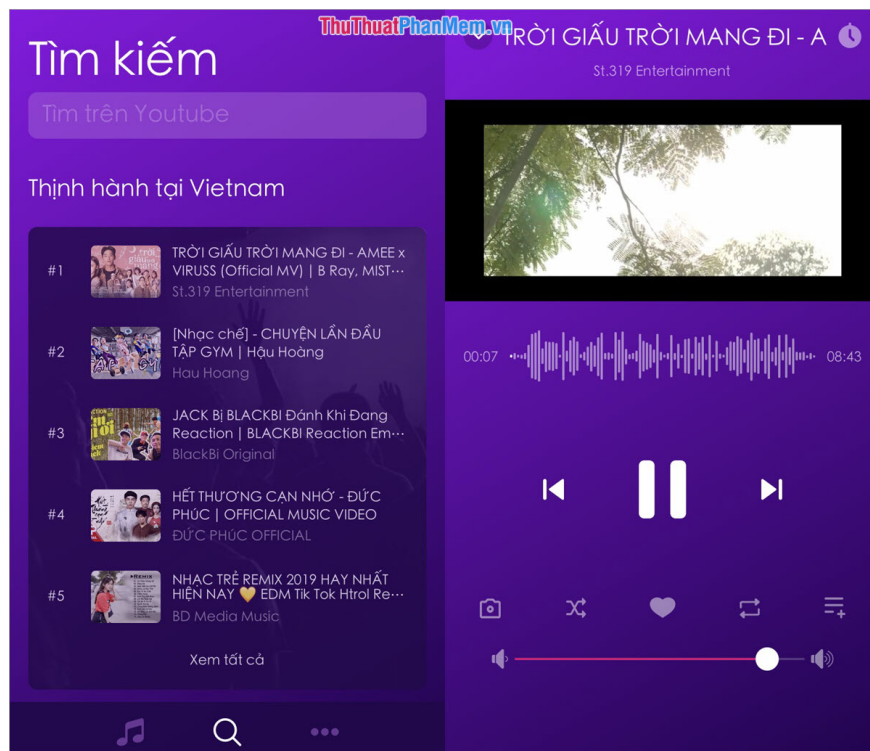 ThuThuatPhanMem.vn
Tìm kiếm
Tìm trên Youtube
Thịnh hành tại Vietnam
#1
TRỜI GIẤU TRỜI MANG ĐI - AMEE x
VIRUSS (Official MV) | B Ray, MIST...
St.319 Entertainment
#2
[Nhạc chế] - CHUYỆN LẦN ĐẦU
TẬP GYM | Hậu Hoàng
Hau Hoang
#3
JACK Bị BLACKBI Đánh Khi Đang
Reaction | BLACKBI Reaction Em...
BlackBi Original
#4
HẾT THƯƠNG CẠN NHỚ - ĐỨC
PHÚC | OFFICIAL MUSIC VIDEO
ĐỨC PHÚC OFFICIAL
#5
NHẠC TRẺ REMIX 2019 HAY NHẤT
HIỆN NAY 💛 EDM Tik Tok Htrol Re...
BD Media Music
Xem tất cả
TRỜI GIẤU TRỜI MANG ĐI - A
St.319 Entertainment
00:07
08:43